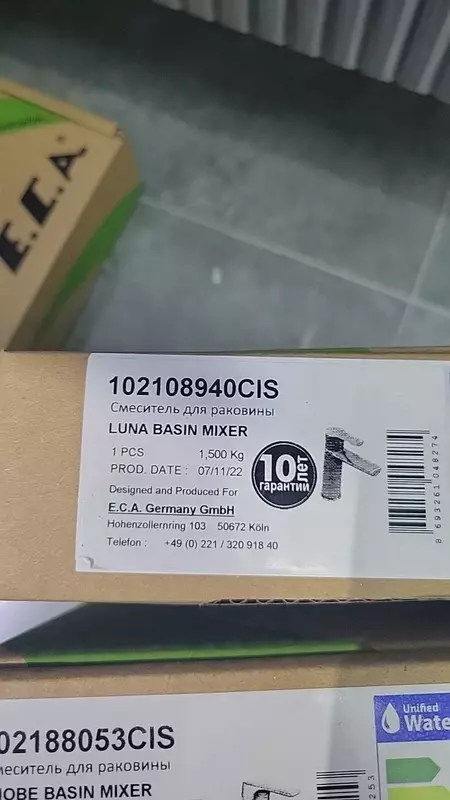 E.C.A.
102108940CIS
Смеситель для раковины
LUNA BASIN MIXER
1 PCS 1,500 Kg
PROD. DATE : 07/11/22
10 лет
гарантии
Designed and Produced For
E.C.A. Germany GmbH
Hohenzollernring 103 50672 Köln
Telefon : +49 (0) 221 / 320 918 40
8 693261 048274
02188053CIS
меситель для раковины
OBE BASIN MIXER
253
Unified
Wate